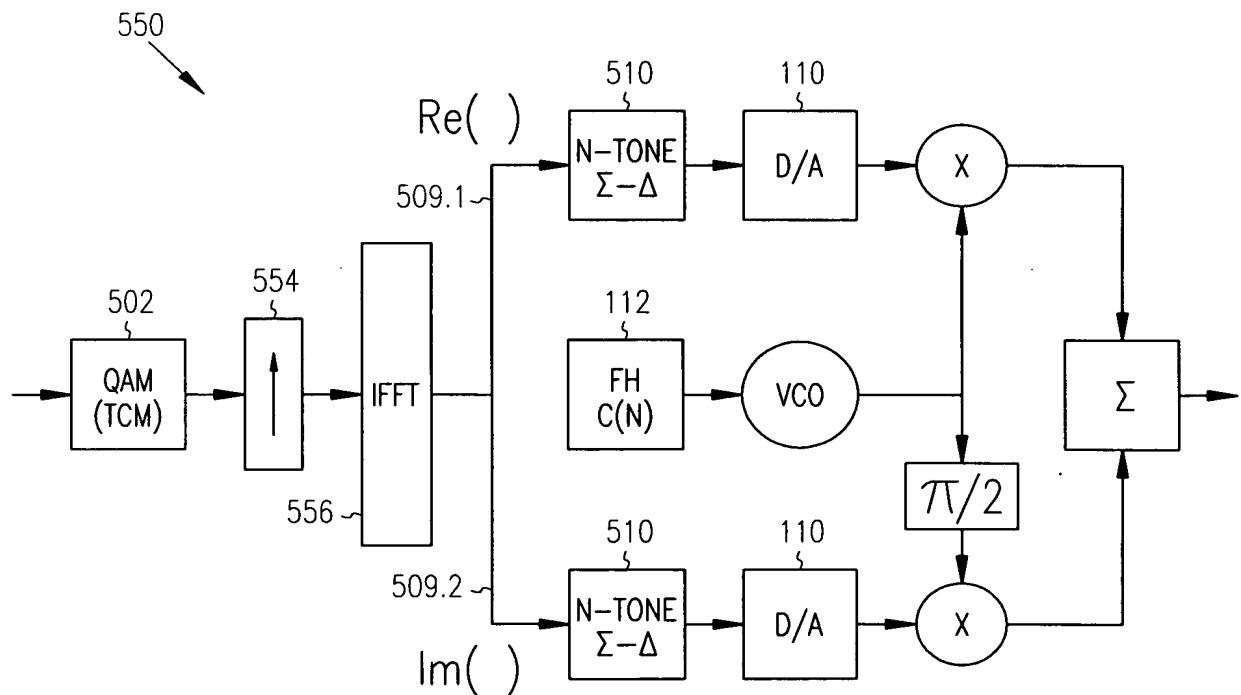 550
510
110
Re( )
N-TONE
Σ-Δ
D/A
X
509.1
502
554
112
QAM
(TCM)
IFFT
FH
C(N)
VCO
Σ
π/2
556
510
110
509.2
N-TONE
Σ-Δ
D/A
X
Im( )